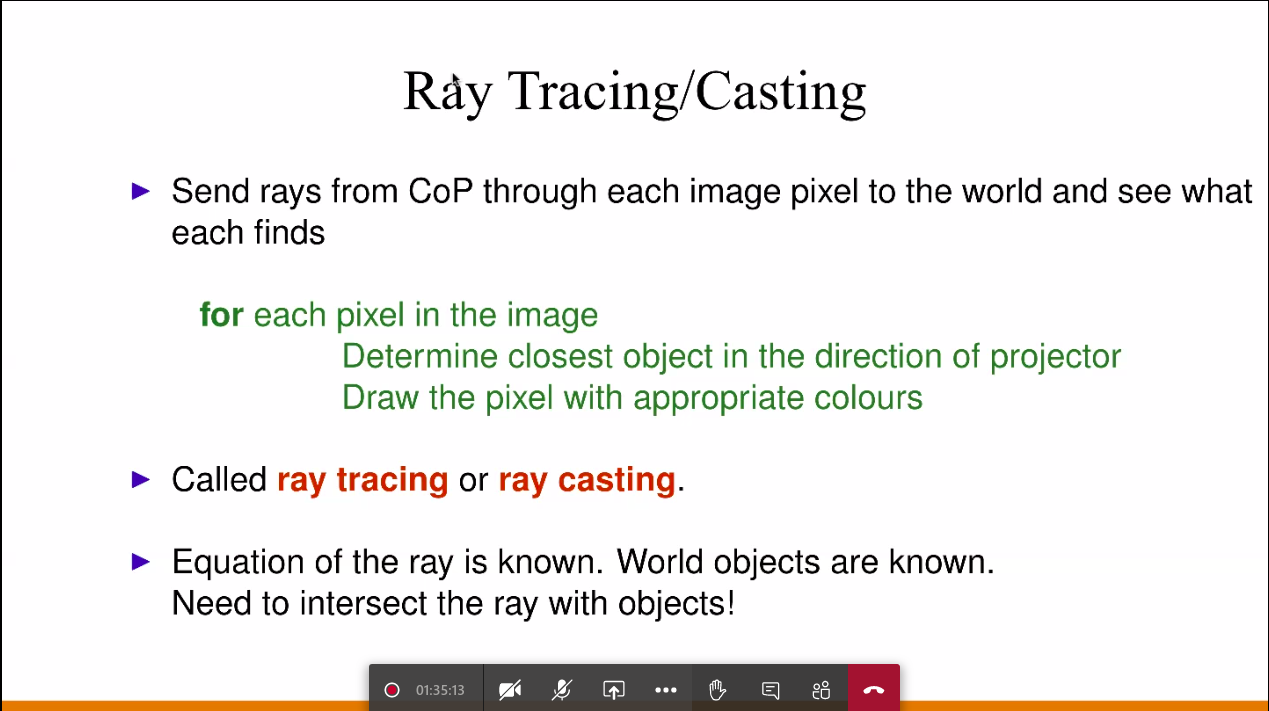 Ray Tracing/Casting
Send rays from CoP through each image pixel to the world and see what
each finds
for each pixel in the image
Determine closest object in the direction of projector
Draw the pixel with appropriate colours
Called ray tracing or ray casting.
Equation of the ray is known. World objects are known.
Need to intersect the ray with objects!
01:35:13